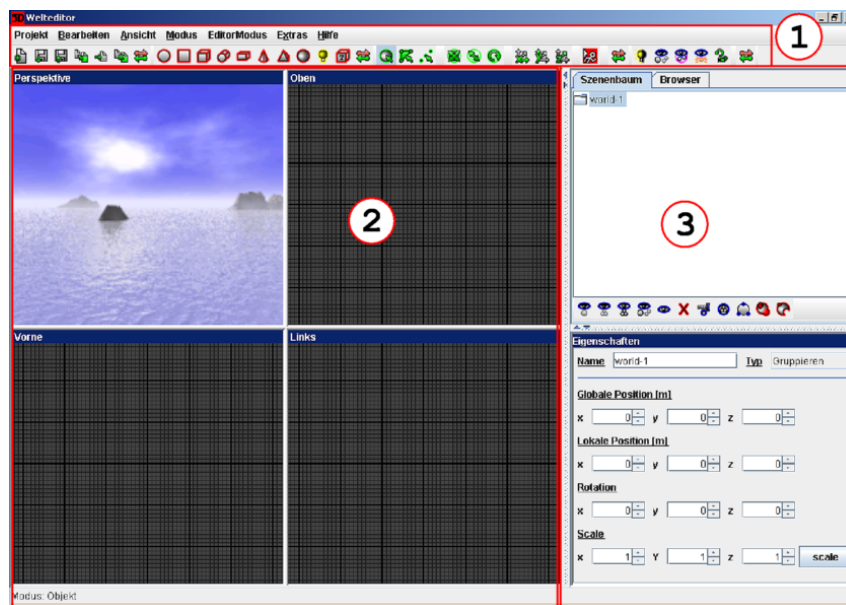 Welteditor
Projekt Bearbeiten Ansicht Modus EditorModus Extras Hilfe
1
Perspektive
Oben
Szenenbaum Browser
world-1
2
3
Vorne
Links
Eigenschaften
Name world-1 Typ Gruppieren
Globale Position [m]
x 0 y 0 z 0
Lokale Position [m]
x 0 y 0 z 0
Rotation
x 0 y 0 z 0
Scale
x 1 Y 1 z 1 scale
Modus: Objekt